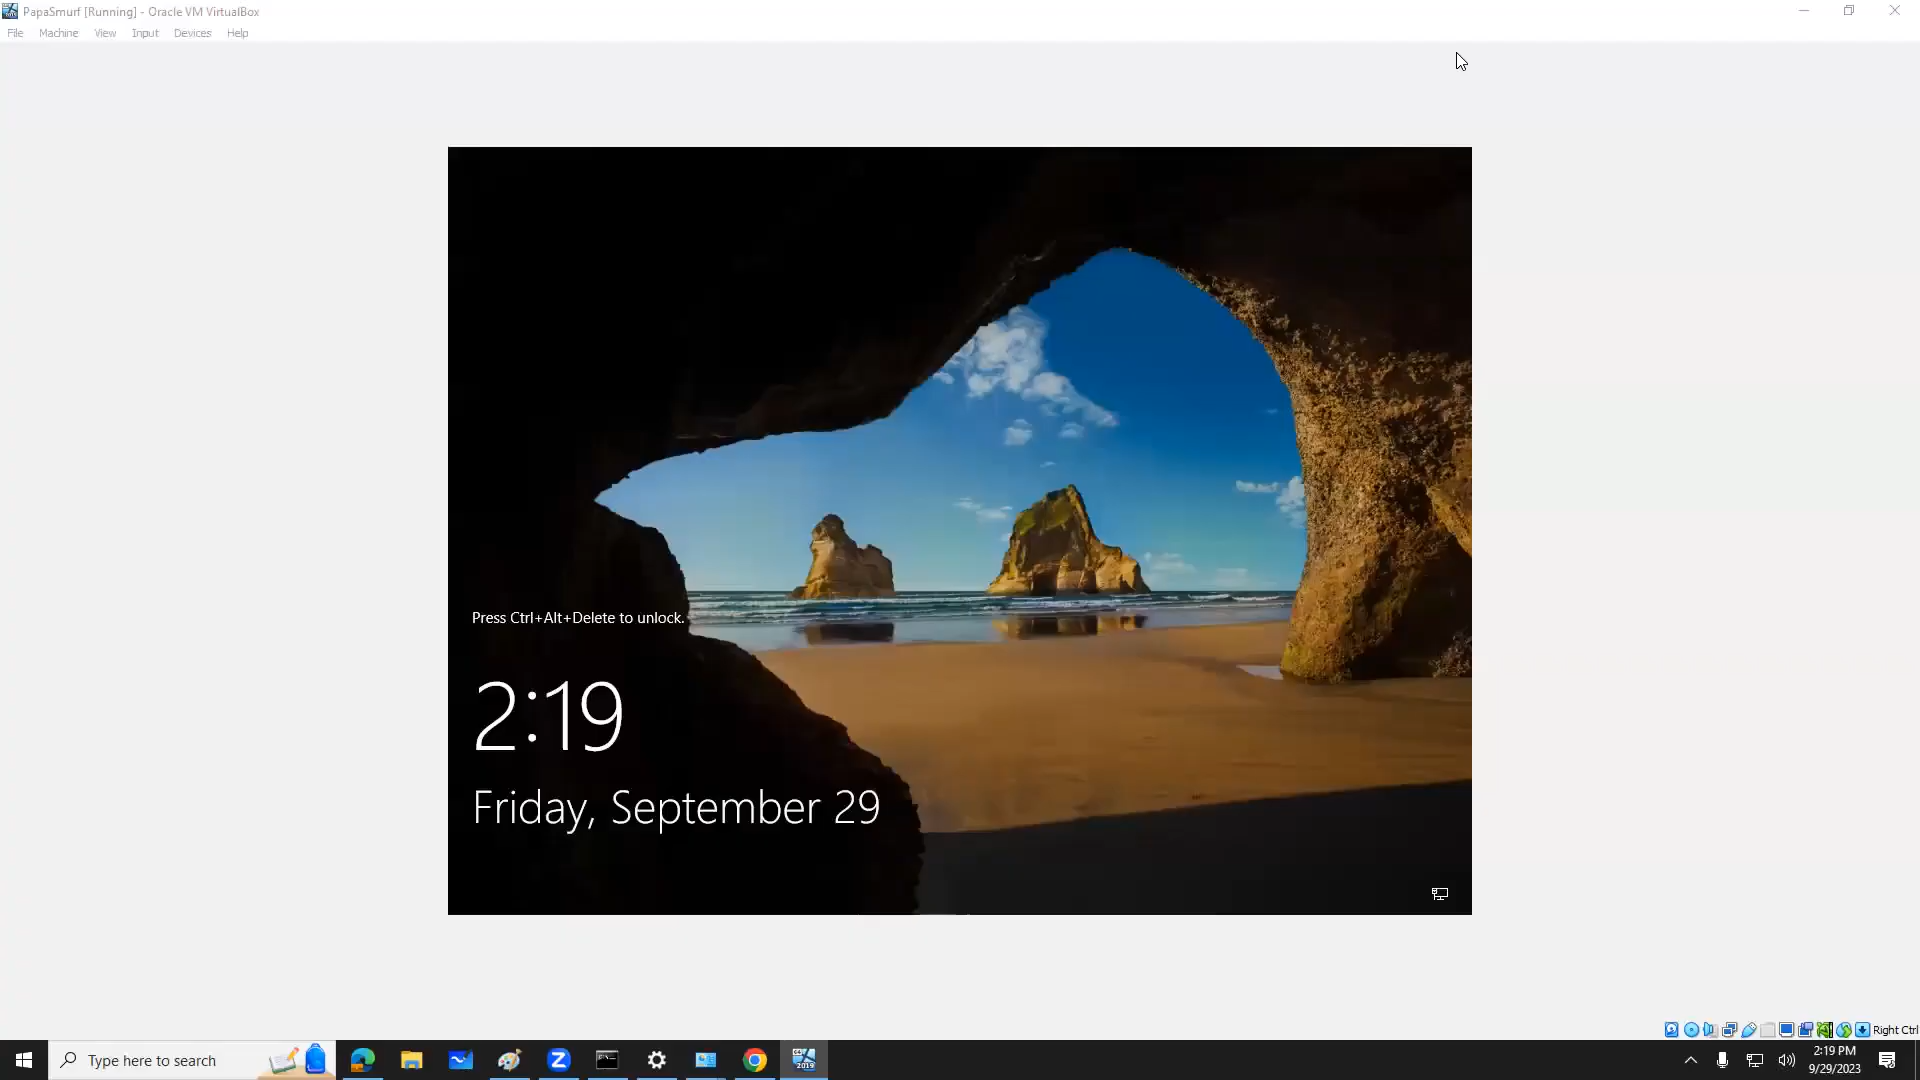 PapaSmurf [Running] - Oracle VM VirtualBox
File Machine View Input Devices Help
Press Ctrl+Alt+Delete to unlock.
2:19
Friday, September 29
Right Ctrl
Type here to search
2019
2:19 PM
9/29/2023